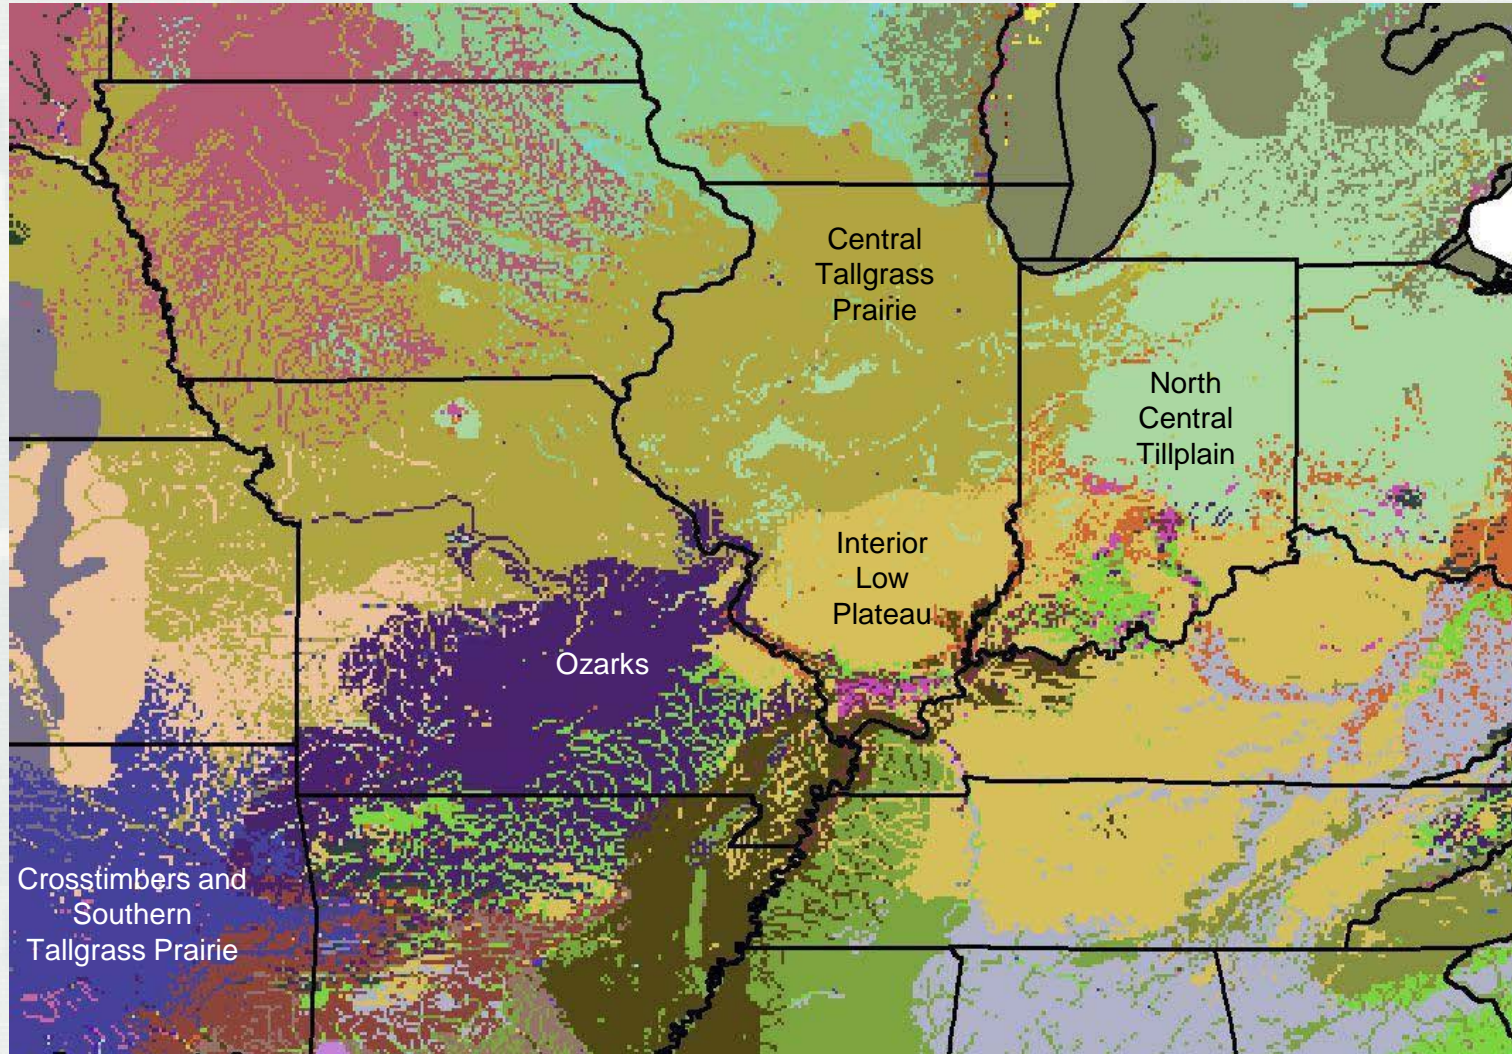 Central
Tallgrass
Prairie
North
Central
Tillplain
Interior
Low
Plateau
Ozarks
Crosstimbers and
Southern
Tallgrass Prairie